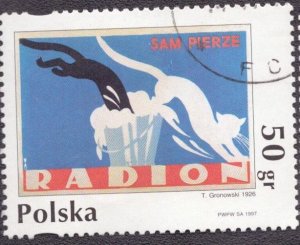 SAM PIERZE
F C
RADION
50 gr
T. Gronowski 1926
Polska
PWPW SA 1997